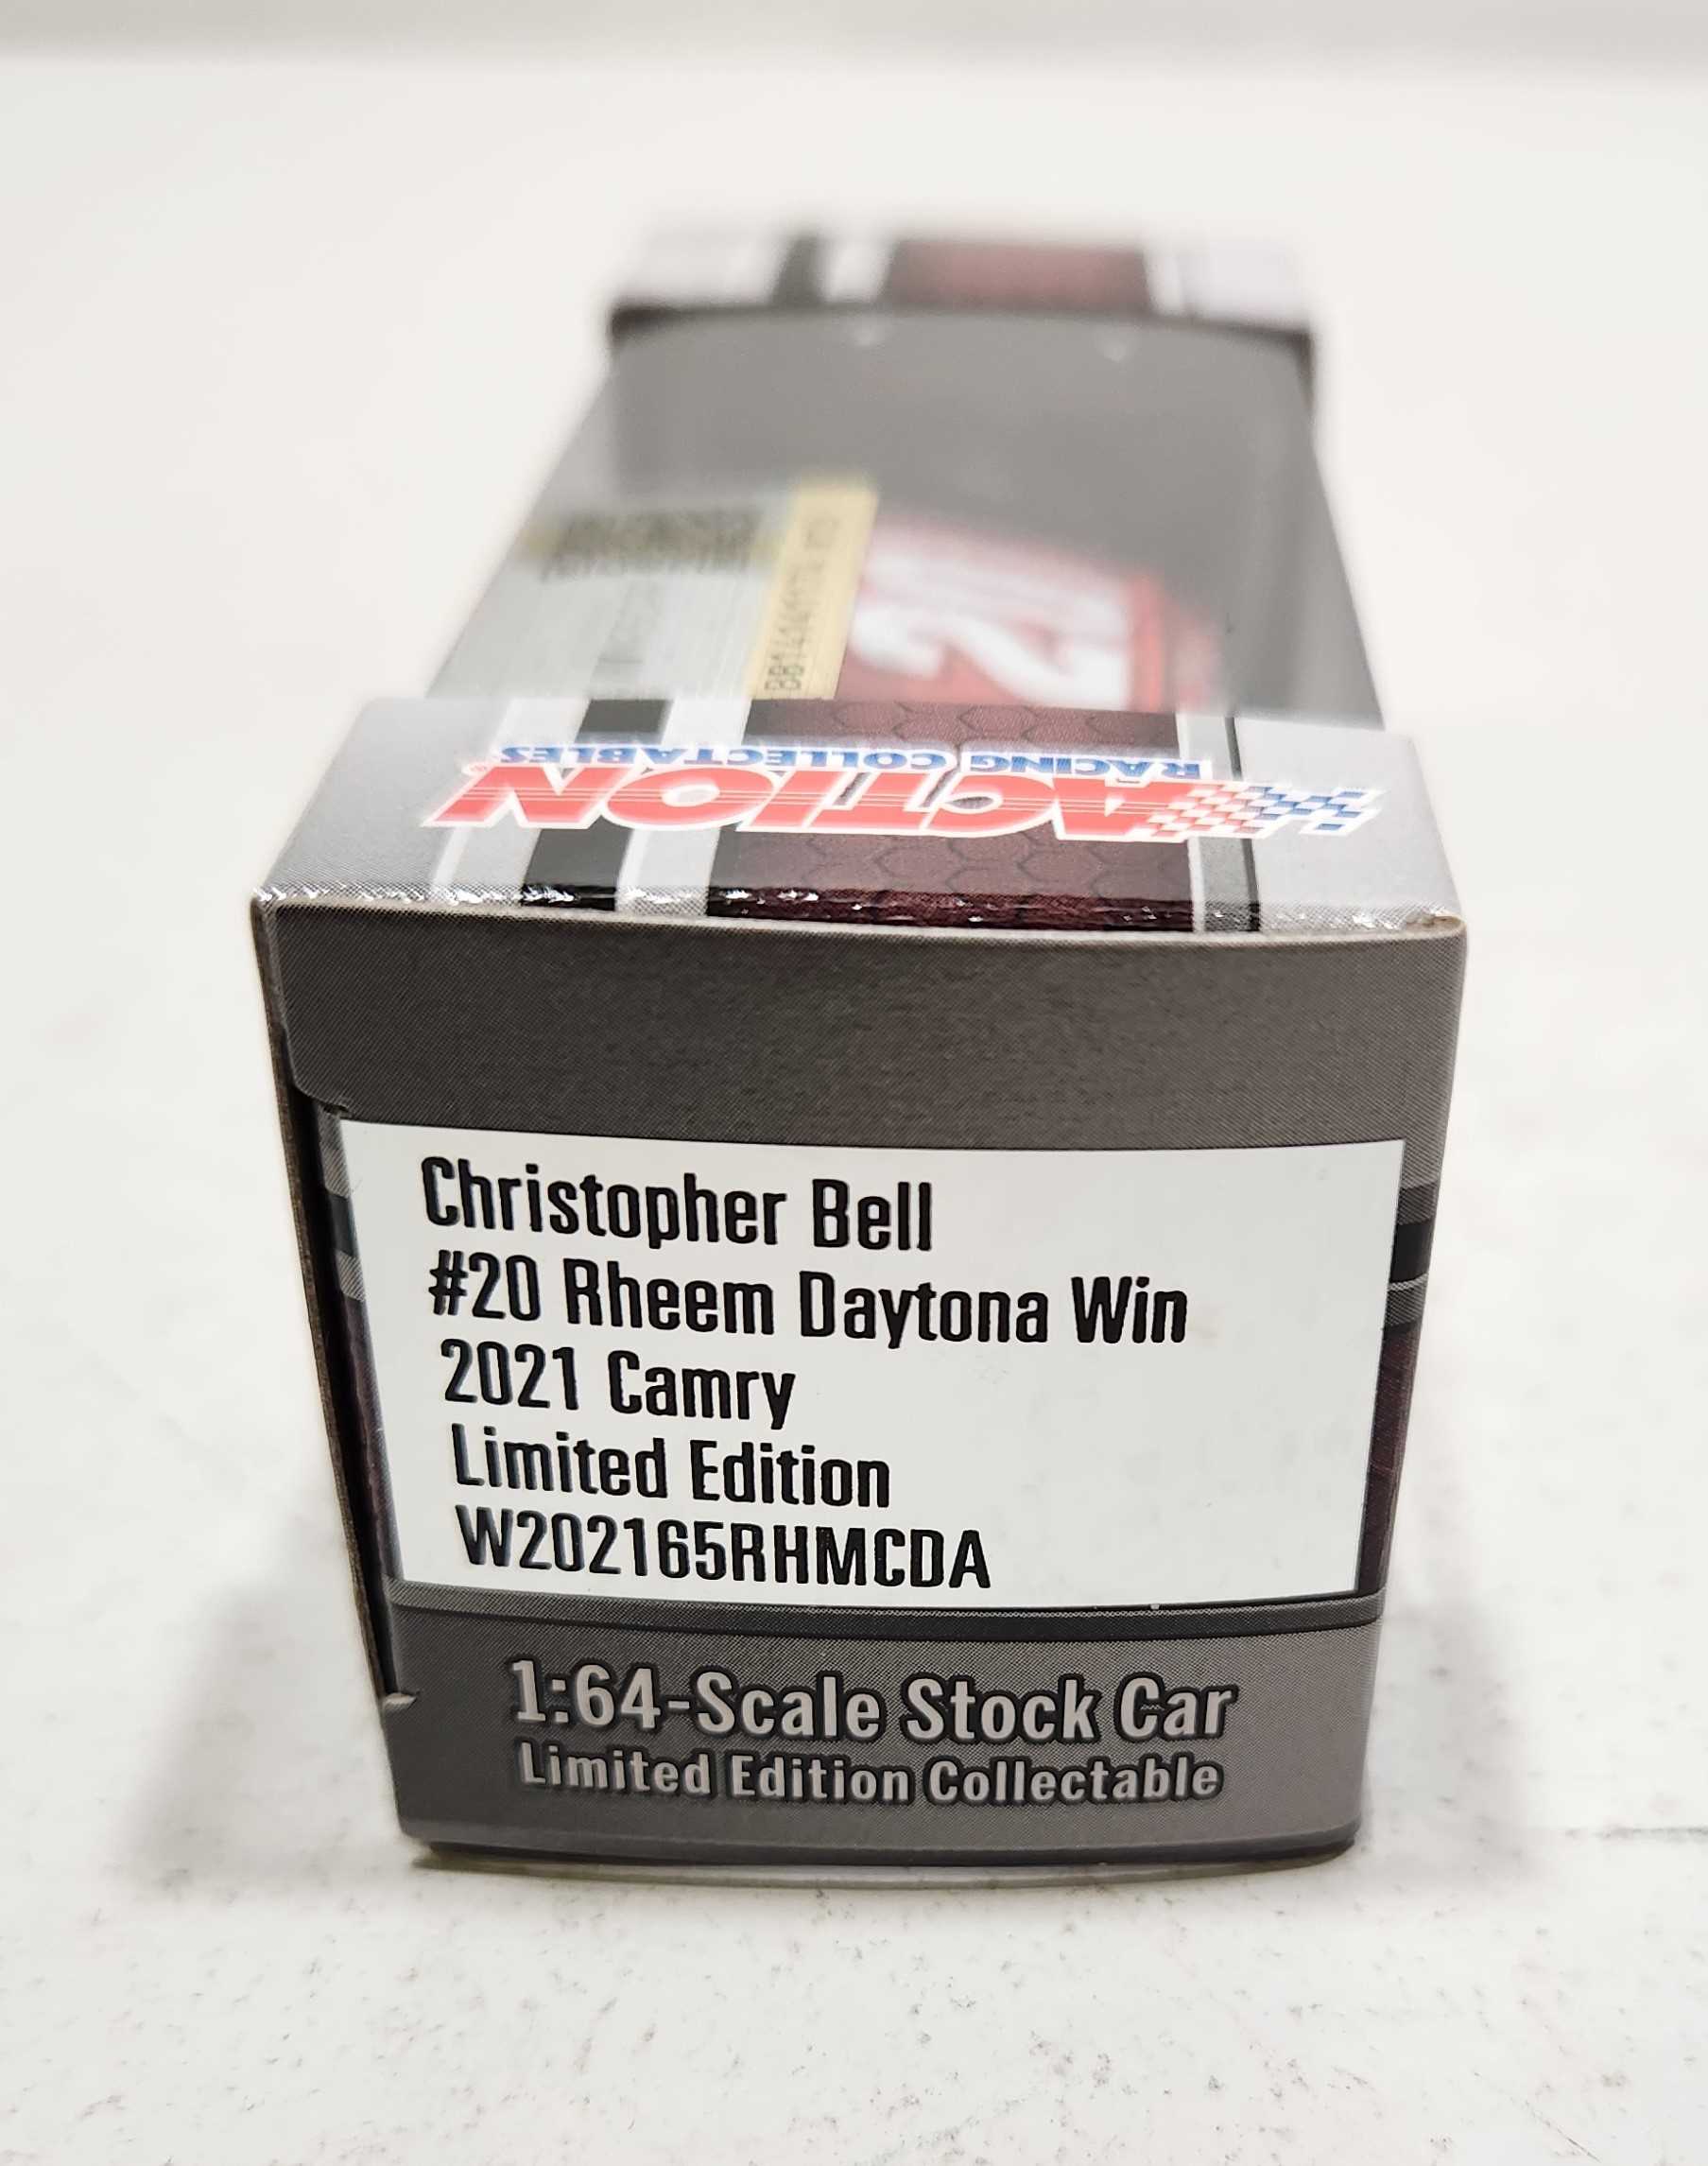 20
ACTION
RACING COLLECTABLES
Christopher Bell
#20 Rheem Daytona Win
2021 Camry
Limited Edition
W202165RHMCDA
1:64-Scale Stock Car
Limited Edition Collectable